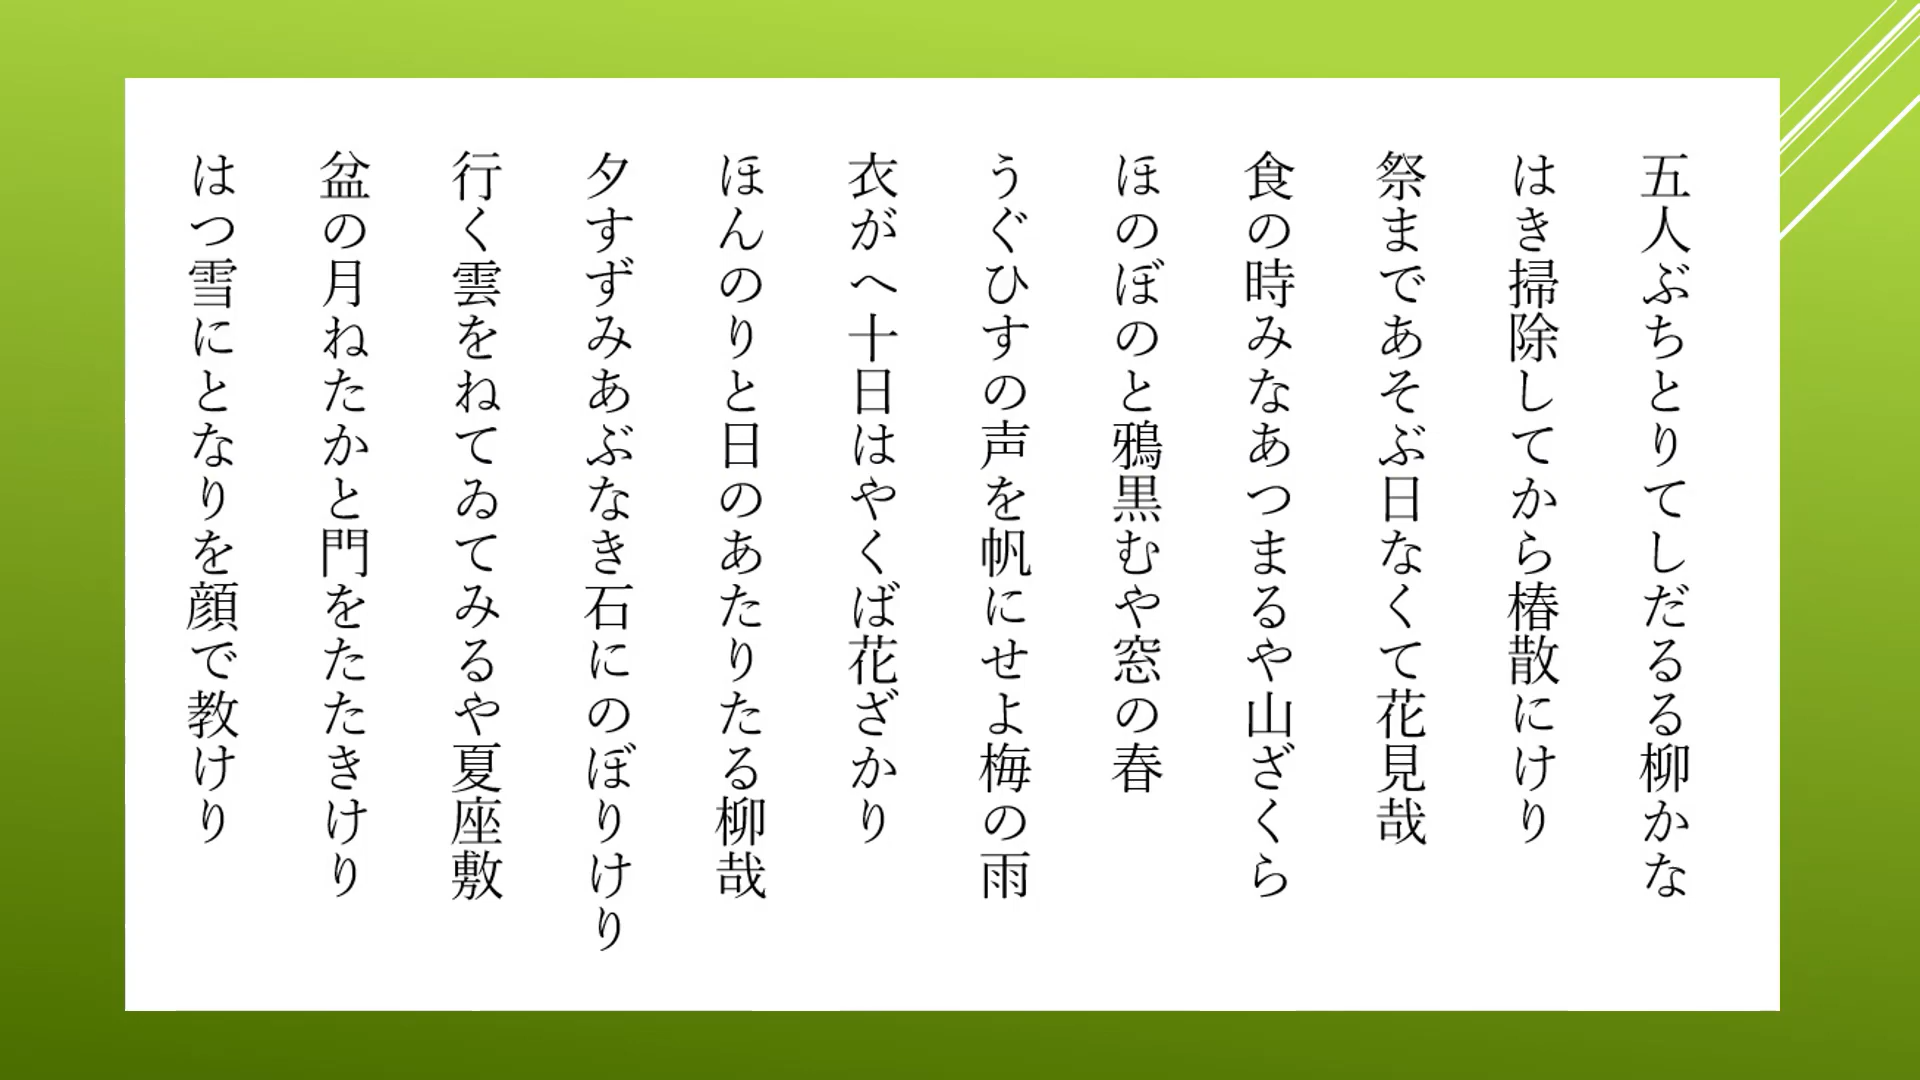 五人ぶちとりてしだるる柳かな
はき掃除してから椿散にけり
祭まであそぶ日なくて花見哉
食の時みなあつまるや山ざくら
ほのぼのと鴉黒むや窓の春
うぐひすの声を帆にせよ梅の雨
衣がへ十日はやくば花ざかり
ほんのりと日のあたりたる柳哉
夕すずみあぶなき石にのぼりけり
行く雲をねてゐてみるや夏座敷
盆の月ねたかと門をたたきけり
はつ雪にとなりを顔で教けり